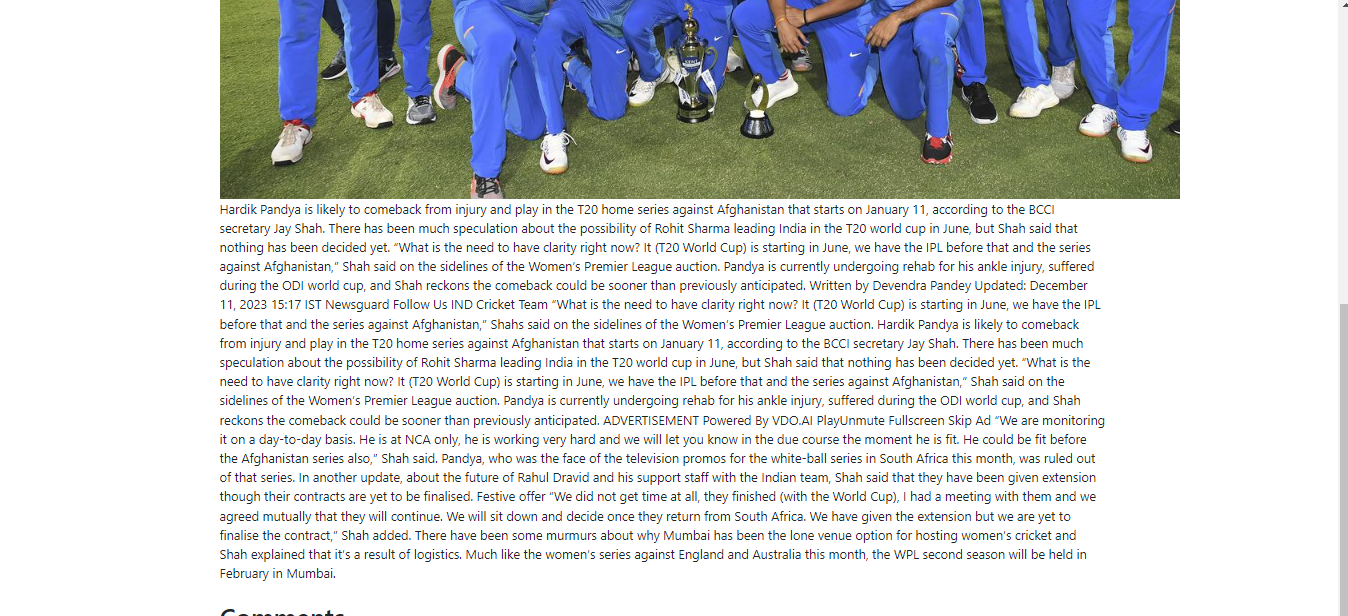 Hardik Pandya is likely to comeback from injury and play in the T20 home series against Afghanistan that starts on January 11, according to the BCCI
secretary Jay Shah. There has been much speculation about the possibility of Rohit Sharma leading India in the T20 world cup in June, but Shah said that
nothing has been decided yet. “What is the need to have clarity right now? It (T20 World Cup) is starting in June, we have the IPL before that and the series
against Afghanistan,” Shah said on the sidelines of the Women’s Premier League auction. Pandya is currently undergoing rehab for his ankle injury, suffered
during the ODI world cup, and Shah reckons the comeback could be sooner than previously anticipated. Written by Devendra Pandey Updated: December
11, 2023 15:17 IST Newsguard Follow Us IND Cricket Team “What is the need to have clarity right now? It (T20 World Cup) is starting in June, we have the IPL
before that and the series against Afghanistan,” Shahs said on the sidelines of the Women’s Premier League auction. Hardik Pandya is likely to comeback
from injury and play in the T20 home series against Afghanistan that starts on January 11, according to the BCCI secretary Jay Shah. There has been much
speculation about the possibility of Rohit Sharma leading India in the T20 world cup in June, but Shah said that nothing has been decided yet. “What is the
need to have clarity right now? It (T20 World Cup) is starting in June, we have the IPL before that and the series against Afghanistan,” Shah said on the
sidelines of the Women’s Premier League auction. Pandya is currently undergoing rehab for his ankle injury, suffered during the ODI world cup, and Shah
reckons the comeback could be sooner than previously anticipated. ADVERTISEMENT Powered By VDO.AI PlayUnmute Fullscreen Skip Ad “We are monitoring
it on a day-to-day basis. He is at NCA only, he is working very hard and we will let you know in the due course the moment he is fit. He could be fit before
the Afghanistan series also,” Shah said. Pandya, who was the face of the television promos for the white-ball series in South Africa this month, was ruled out
of that series. In another update, about the future of Rahul Dravid and his support staff with the Indian team, Shah said that they have been given extension
though their contracts are yet to be finalised. Festive offer “We did not get time at all, they finished (with the World Cup), I had a meeting with them and we
agreed mutually that they will continue. We will sit down and decide once they return from South Africa. We have given the extension but we are yet to
finalise the contract,” Shah added. There have been some murmurs about why Mumbai has been the lone venue option for hosting women’s cricket and
Shah explained that it’s a result of logistics. Much like the women’s series against England and Australia this month, the WPL second season will be held in
February in Mumbai.
Comments